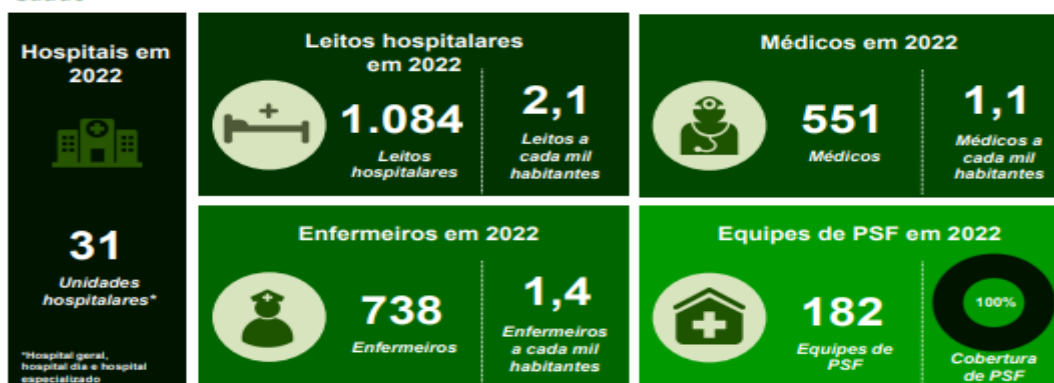 Hospitais em
2022
31
Unidades
hospitalares*
*Hospital geral,
hospital dia e hospital
especializado
Leitos hospitalares
em 2022
1.084
Leitos
hospitalares
2,1
Leitos a
cada mil
habitantes
Médicos em 2022
551
Médicos
1,1
Médicos a
cada mil
habitantes
Enfermeiros em 2022
738
Enfermeiros
1,4
Enfermeiros
a cada mil
habitantes
Equipes de PSF em 2022
182
Equipes de
PSF
100%
Cobertura
de PSF